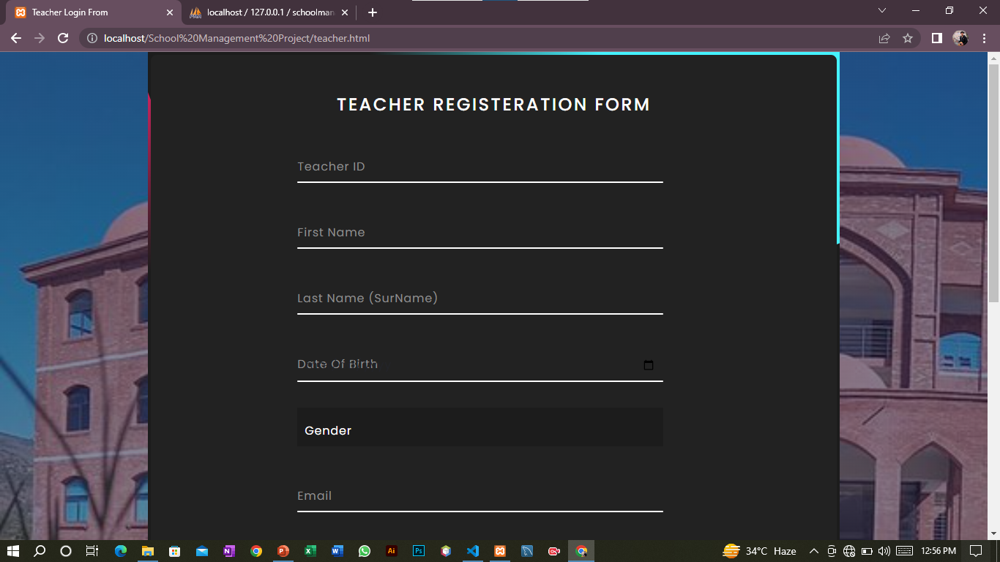 Teacher Login From
localhost / 127.0.0.1 / schoolman
localhost/School%20Management%20Project/teacher.html
TEACHER REGISTERATION FORM
Teacher ID
First Name
Last Name (SurName)
Date Of Birth
Gender
Email
34°C Haze
12:56 PM